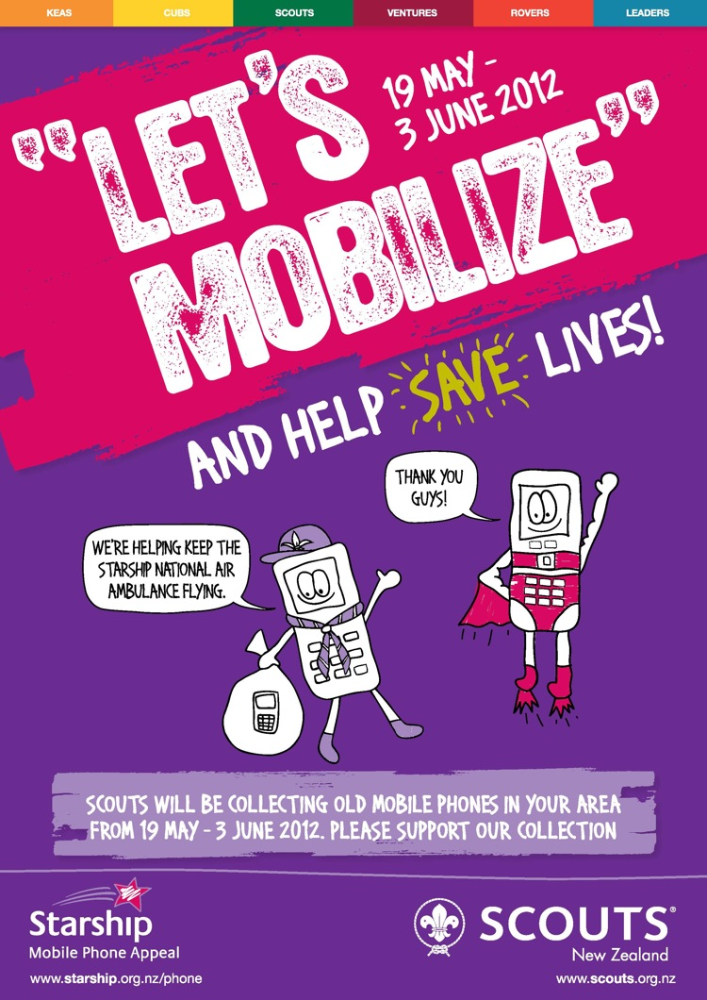 KEAS CUBS SCOUTS VENTURES ROVERS LEADERS
"LET'S
MOBILIZE"
19 MAY -
3 JUNE 2012
AND HELP SAVE LIVES!
THANK YOU
GUYS!
WE'RE HELPING KEEP THE
STARSHIP NATIONAL AIR
AMBULANCE FLYING.
SCOUTS WILL BE COLLECTING OLD MOBILE PHONES IN YOUR AREA
FROM 19 MAY - 3 JUNE 2012. PLEASE SUPPORT OUR COLLECTION
Starship
Mobile Phone Appeal
www.starship.org.nz/phone
SCOUTS®
New Zealand
www.scouts.org.nz